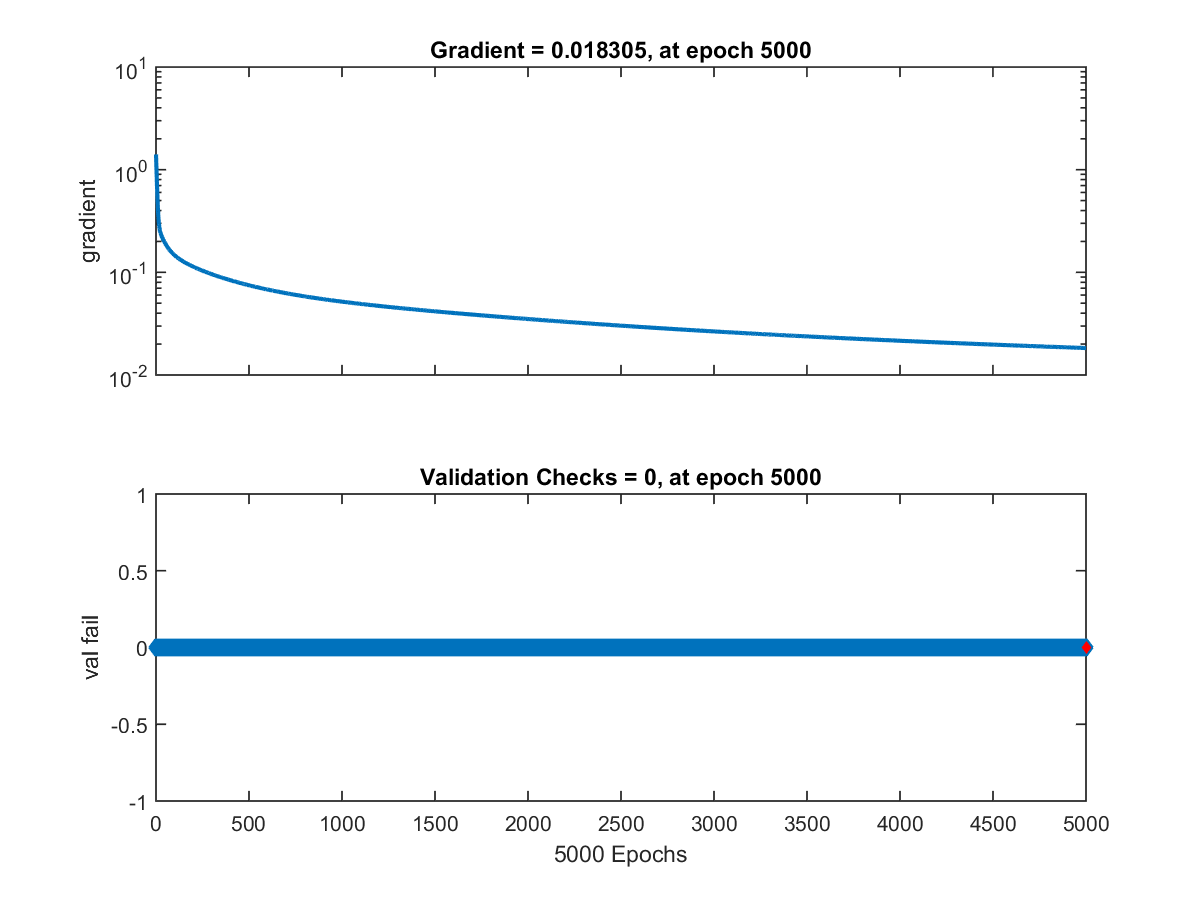 Gradient = 0.018305, at epoch 5000
10^1
10^0
10^-1
10^-2
gradient
Validation Checks = 0, at epoch 5000
1
0.5
0
-0.5
-1
val fail
0 500 1000 1500 2000 2500 3000 3500 4000 4500 5000
5000 Epochs